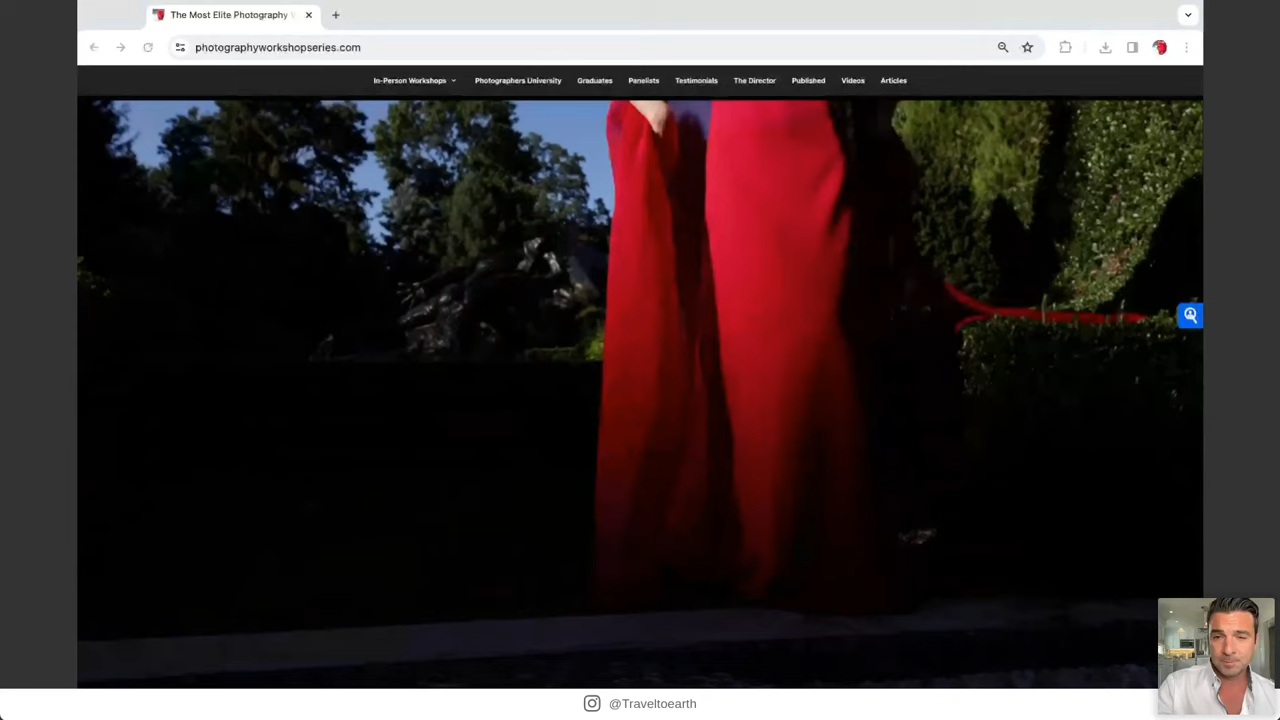 The Most Elite Photography
photographyworkshopseries.com
In-Person Workshops Photographers University Graduates Panelists Testimonials The Director Published Videos Articles
@Traveltoearth